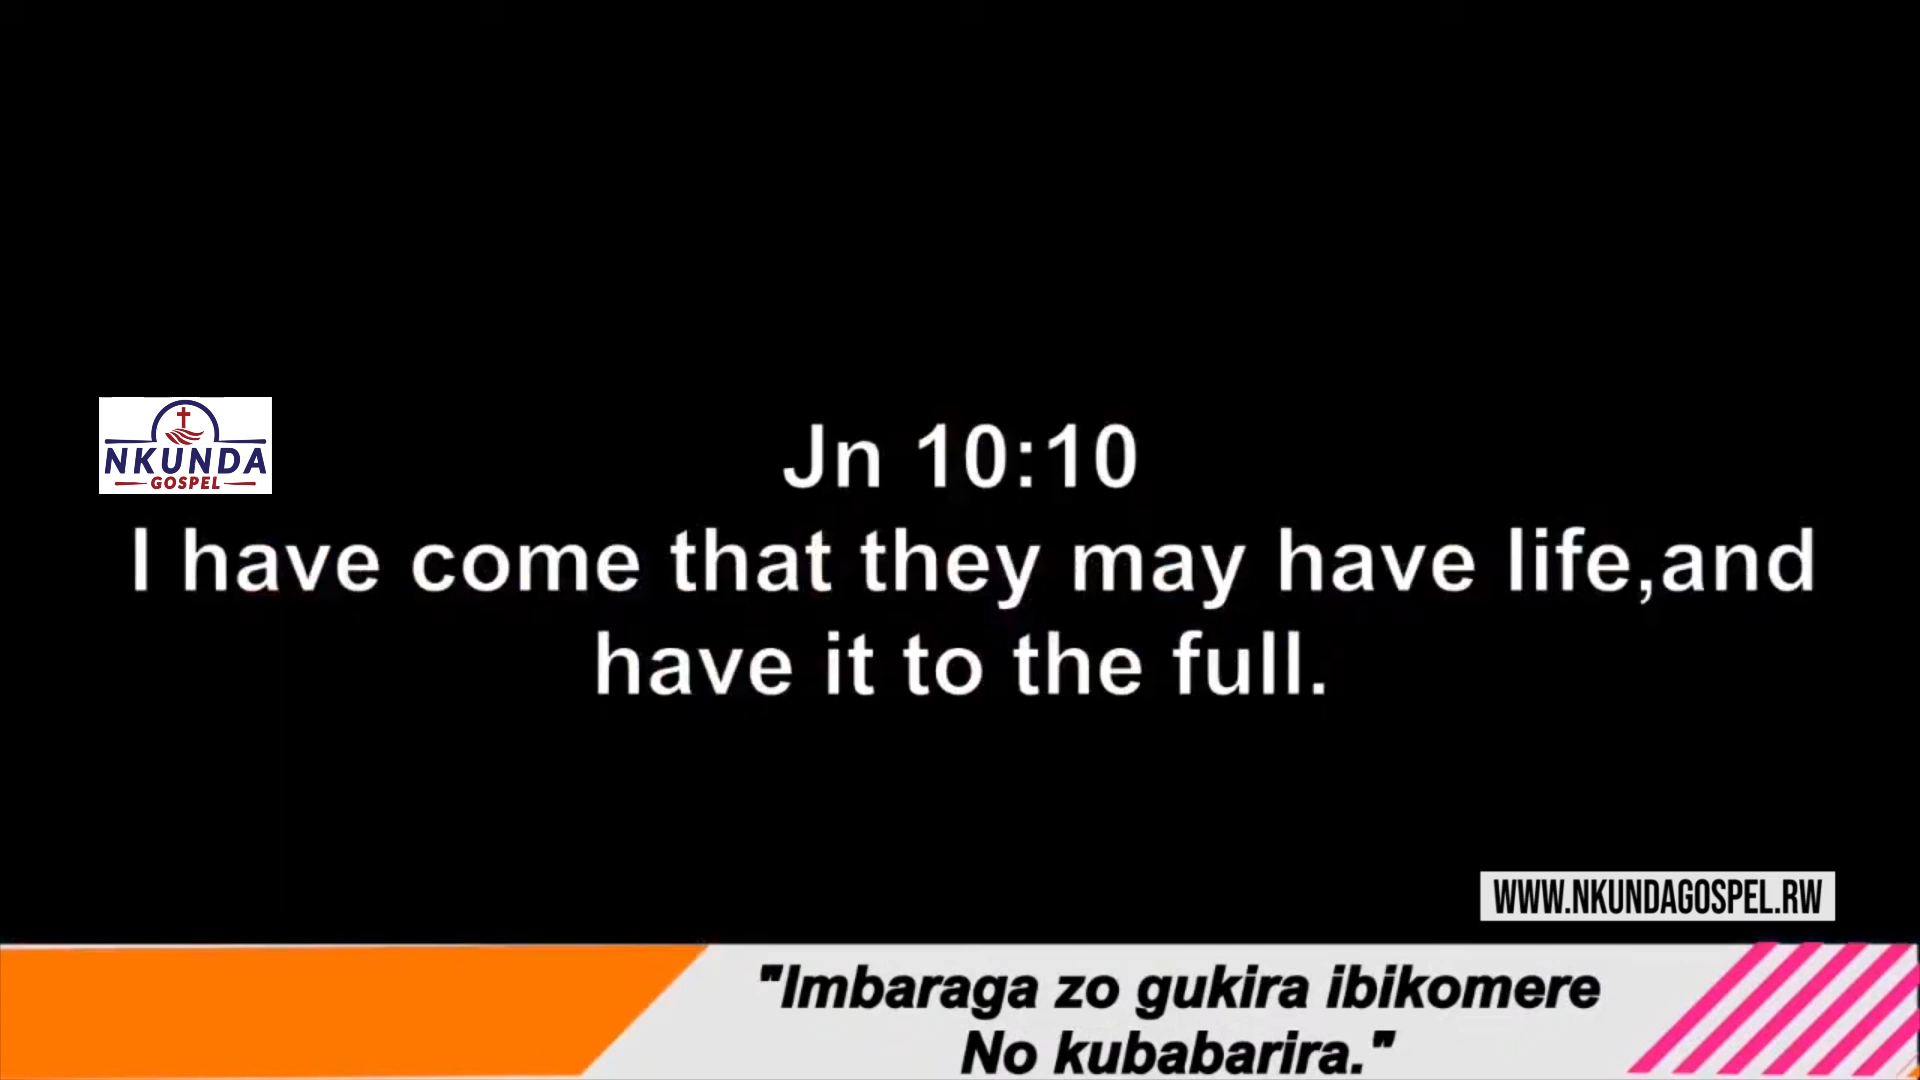 NKUNDA
GOSPEL
Jn 10:10
I have come that they may have life,and
have it to the full.
WWW.NKUNDAGOSPEL.RW
"Imbaraga zo gukira ibikomere
No kubabarira."